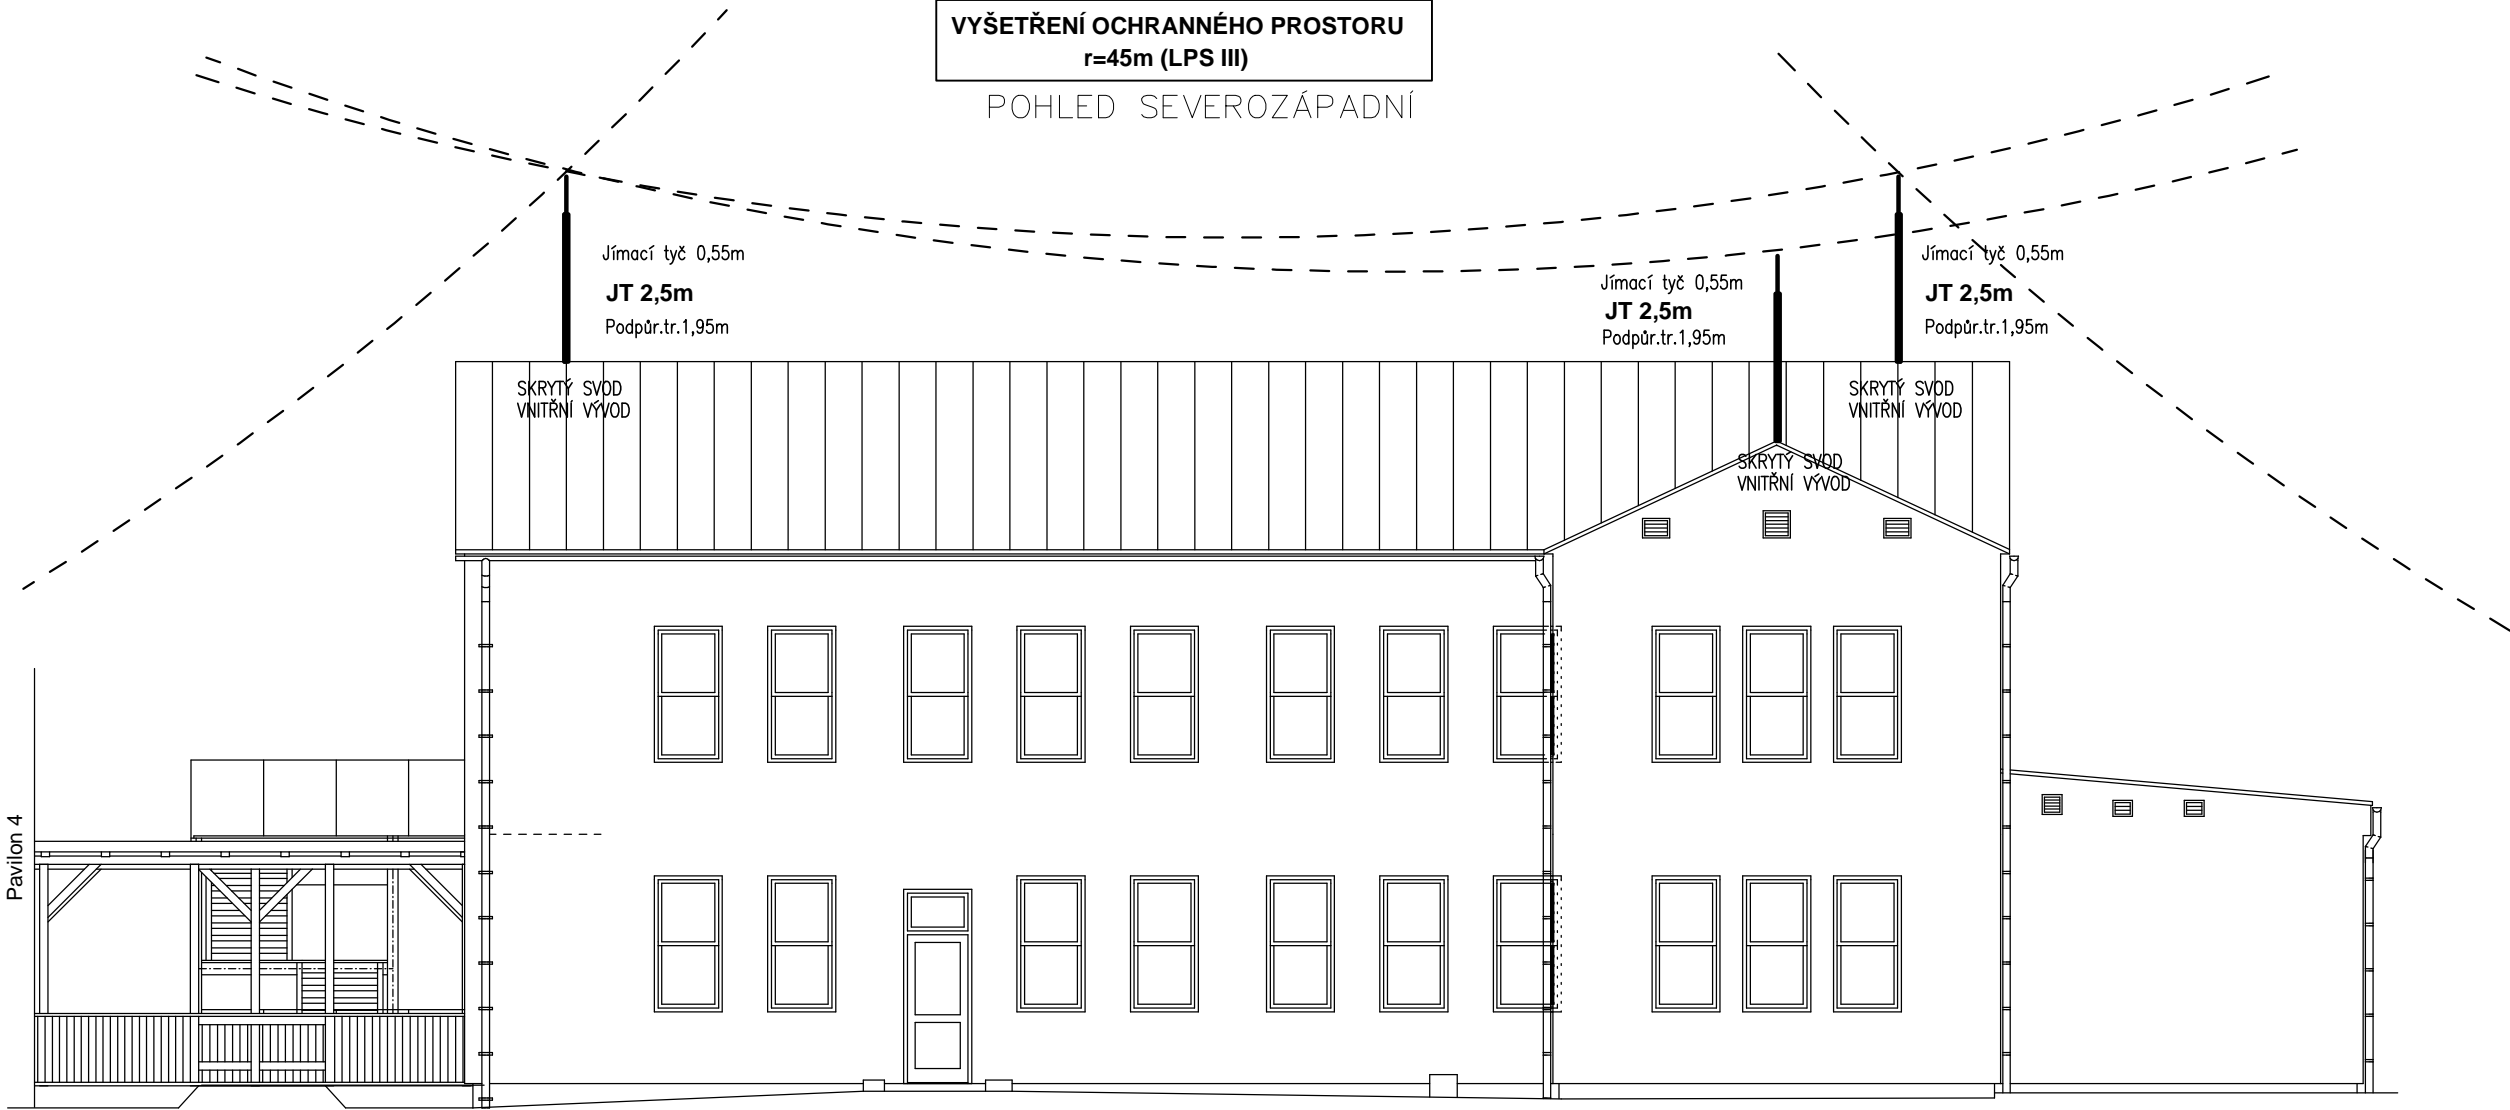 VYŠETŘENÍ OCHRANNÉHO PROSTORU
r=45m (LPS III)
POHLED SEVEROZÁPADNÍ
Jímací tyč 0,55m
JT 2,5m
Podpůr.tr.1,95m
Jímací tyč 0,55m
JT 2,5m
Podpůr.tr.1,95m
Jímací tyč 0,55m
JT 2,5m
Podpůr.tr.1,95m
SKRYTÝ SVOD
VNITŘNÍ VÝVOD
SKRYTÝ SVOD
VNITŘNÍ VÝVOD
SKRYTÝ SVOD
VNITŘNÍ VÝVOD
Pavilon 4